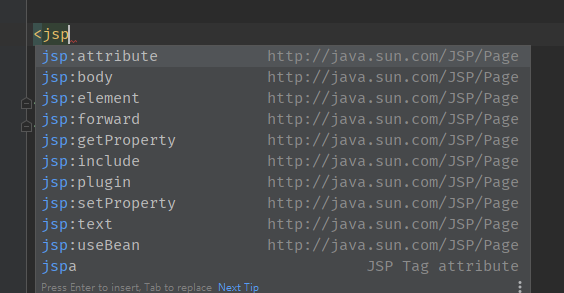 <jsp
jsp:attribute http://java.sun.com/JSP/Page
jsp:body http://java.sun.com/JSP/Page
jsp:element http://java.sun.com/JSP/Page
jsp:forward http://java.sun.com/JSP/Page
jsp:getProperty http://java.sun.com/JSP/Page
jsp:include http://java.sun.com/JSP/Page
jsp:plugin http://java.sun.com/JSP/Page
jsp:setProperty http://java.sun.com/JSP/Page
jsp:text http://java.sun.com/JSP/Page
jsp:useBean http://java.sun.com/JSP/Page
jspa JSP Tag attribute
Press Enter to insert, Tab to replace Next Tip